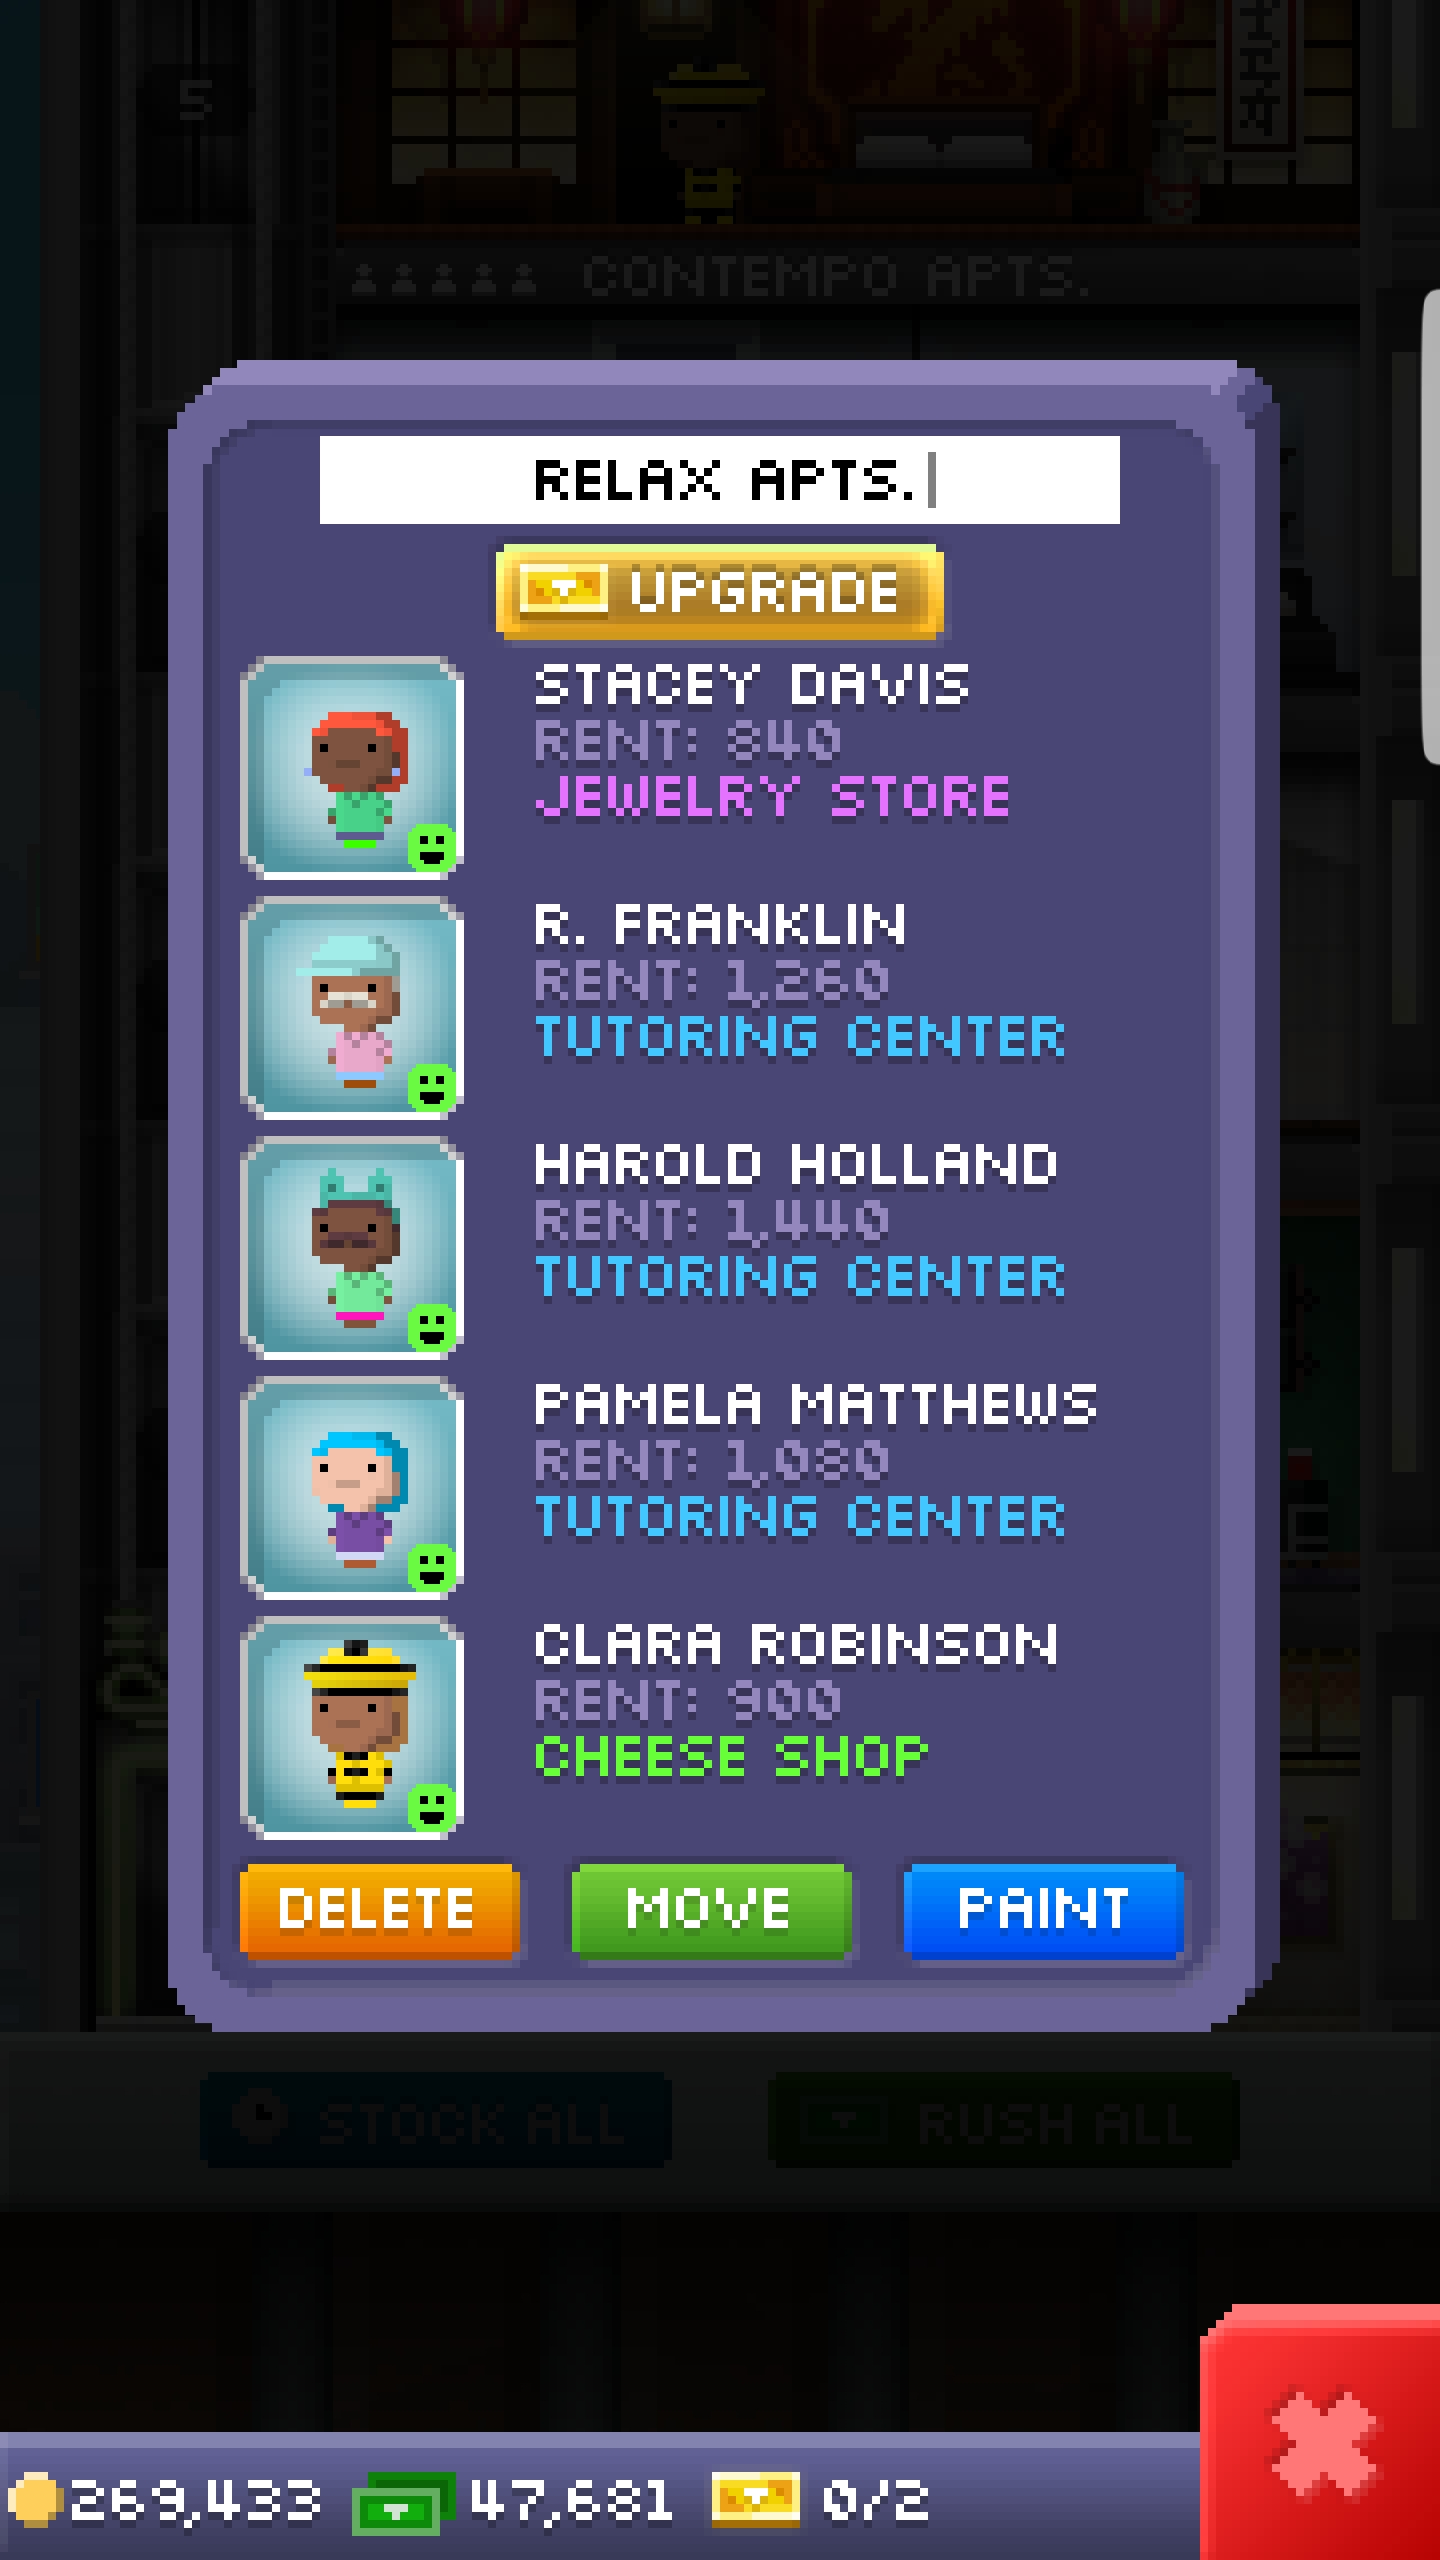 5
CONTEMPO APTS.
RELAX APTS.
UPGRADE
STACEY DAVIS
RENT: 840
JEWELRY STORE
R. FRANKLIN
RENT: 1,260
TUTORING CENTER
HAROLD HOLLAND
RENT: 1,440
TUTORING CENTER
PAMELA MATTHEWS
RENT: 1,080
TUTORING CENTER
CLARA ROBINSON
RENT: 900
CHEESE SHOP
DELETE MOVE PAINT
STOCK ALL RUSH ALL
269,433 47,681 0/2